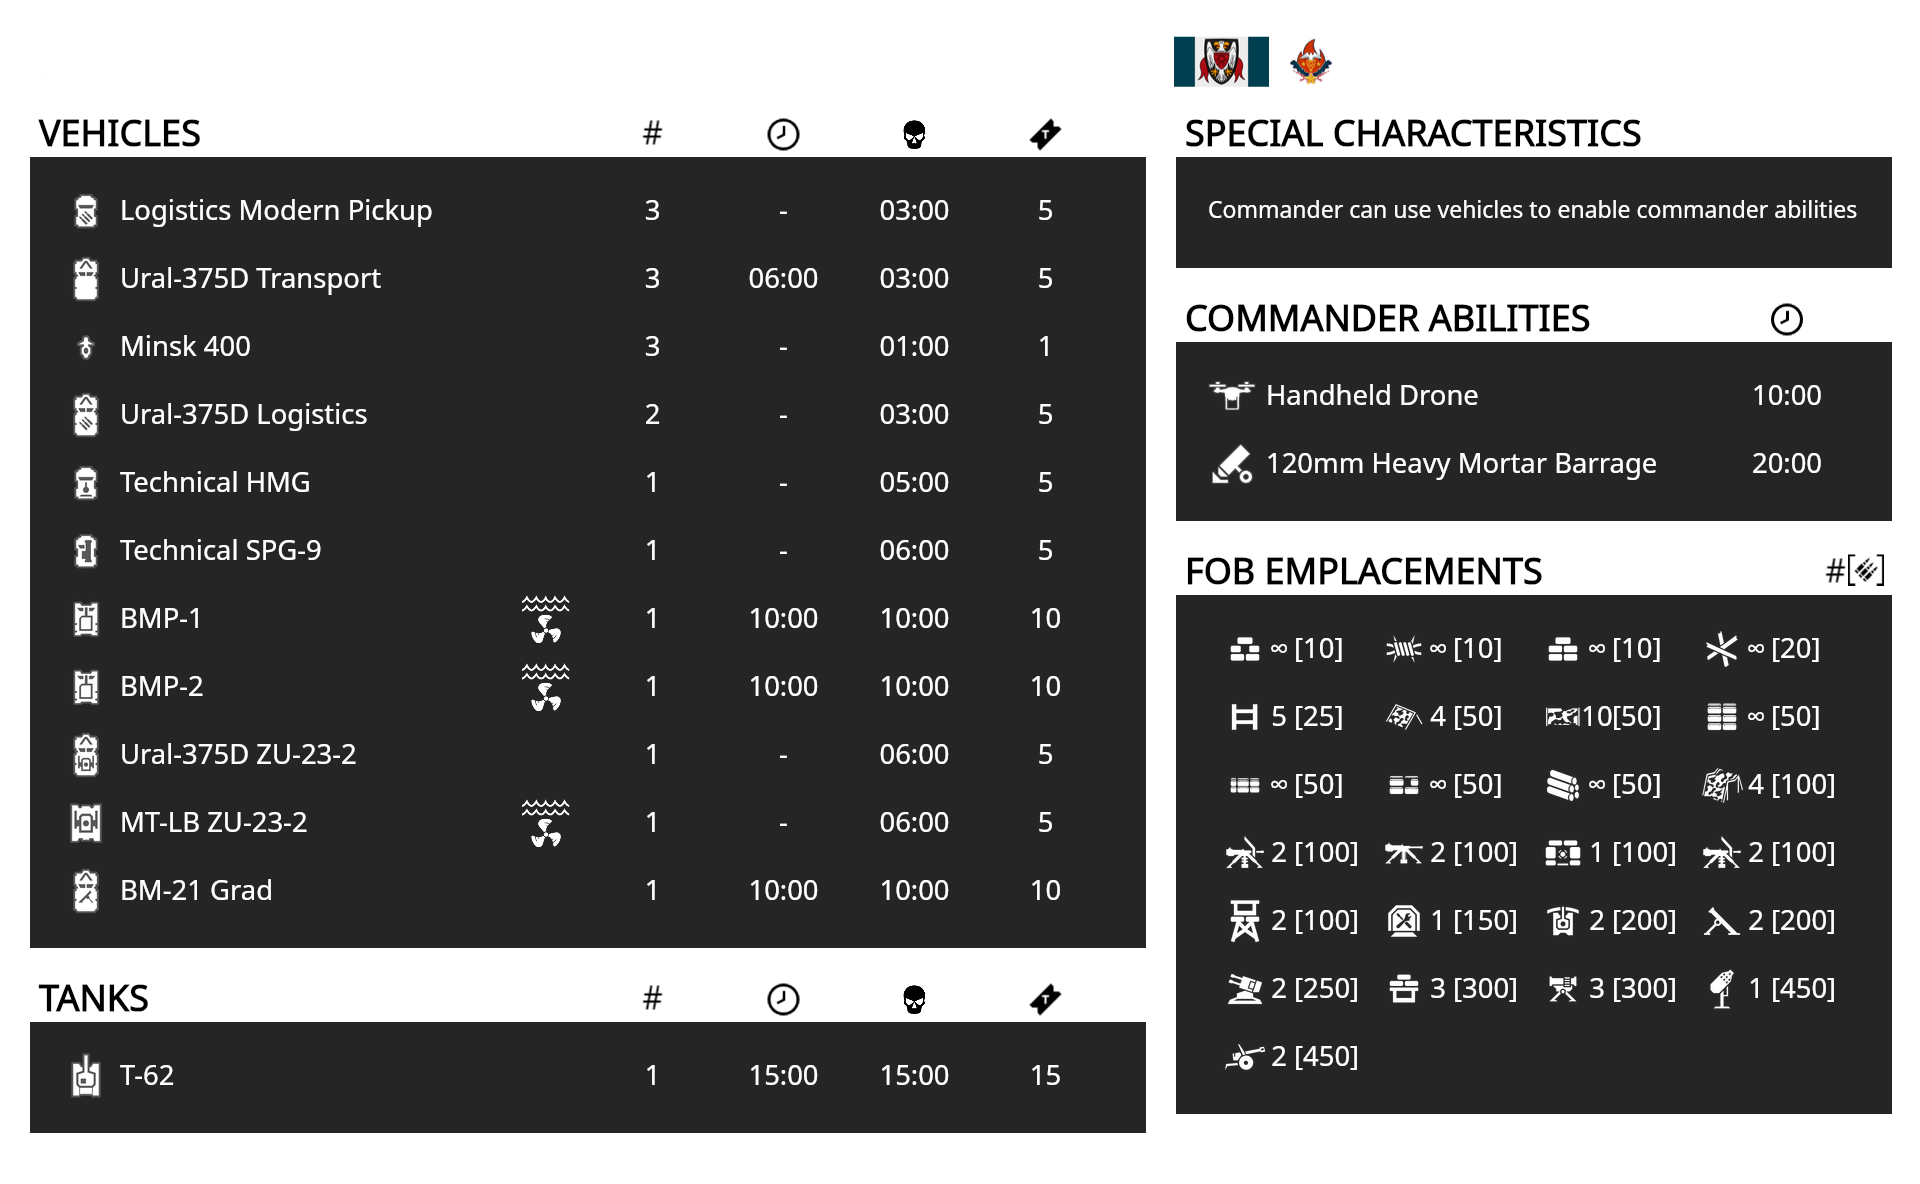 VEHICLES #
Logistics Modern Pickup 3 - 03:00 5
Ural-375D Transport 3 06:00 03:00 5
Minsk 400 3 - 01:00 1
Ural-375D Logistics 2 - 03:00 5
Technical HMG 1 - 05:00 5
Technical SPG-9 1 - 06:00 5
BMP-1 1 10:00 10:00 10
BMP-2 1 10:00 10:00 10
Ural-375D ZU-23-2 1 - 06:00 5
MT-LB ZU-23-2 1 - 06:00 5
BM-21 Grad 1 10:00 10:00 10
TANKS #
T-62 1 15:00 15:00 15
SPECIAL CHARACTERISTICS
Commander can use vehicles to enable commander abilities
COMMANDER ABILITIES
Handheld Drone 10:00
120mm Heavy Mortar Barrage 20:00
FOB EMPLACEMENTS #[]
∞ [10] ∞ [10] ∞ [10] ∞ [20]
5 [25] 4 [50] 10[50] ∞ [50]
∞ [50] ∞ [50] ∞ [50] 4 [100]
2 [100] 2 [100] 1 [100] 2 [100]
2 [100] 1 [150] 2 [200] 2 [200]
2 [250] 3 [300] 3 [300] 1 [450]
2 [450]